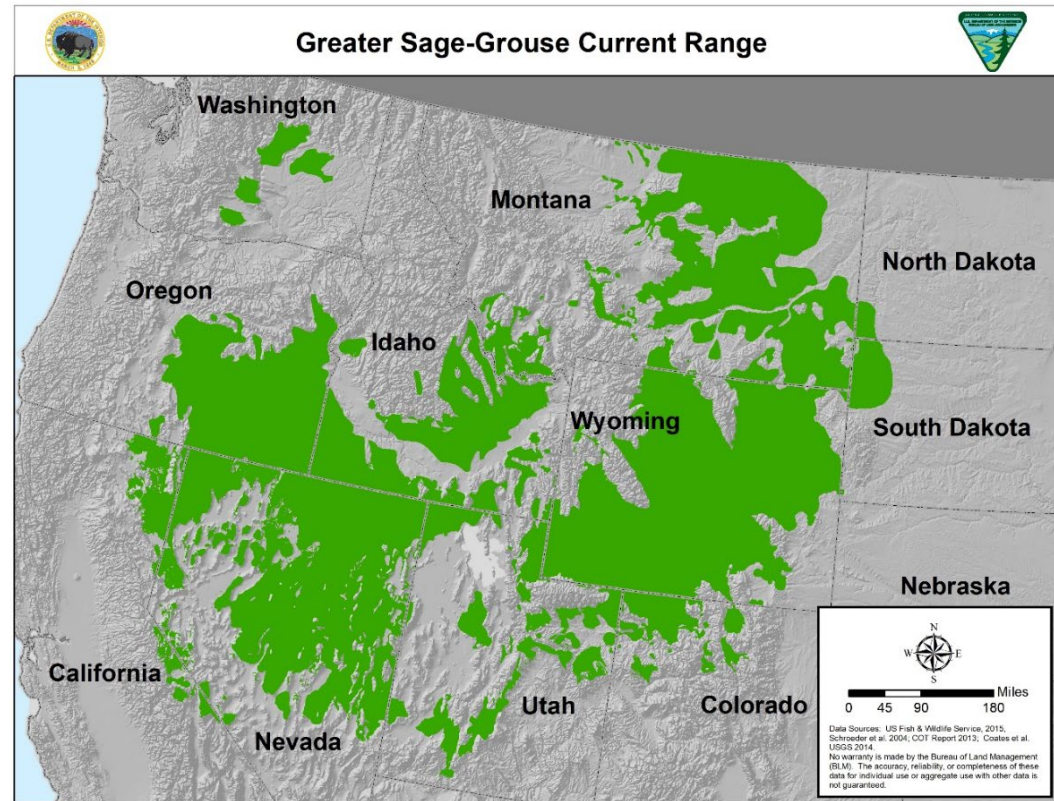 Greater Sage-Grouse Current Range
Washington
Montana
North Dakota
Oregon
Idaho
Wyoming
South Dakota
Nebraska
California
Utah
Colorado
Nevada
N
W E
S
Miles
0 45 90 180
Data Sources: US Fish & Wildlife Service, 2015,
Schroeder et al. 2004; COT Report 2013; Coates et al.
USGS 2014.
No warranty is made by the Bureau of Land Management
(BLM). The accuracy, reliability, or completeness of these
data for individual use or aggregate use with other data is
not guaranteed.